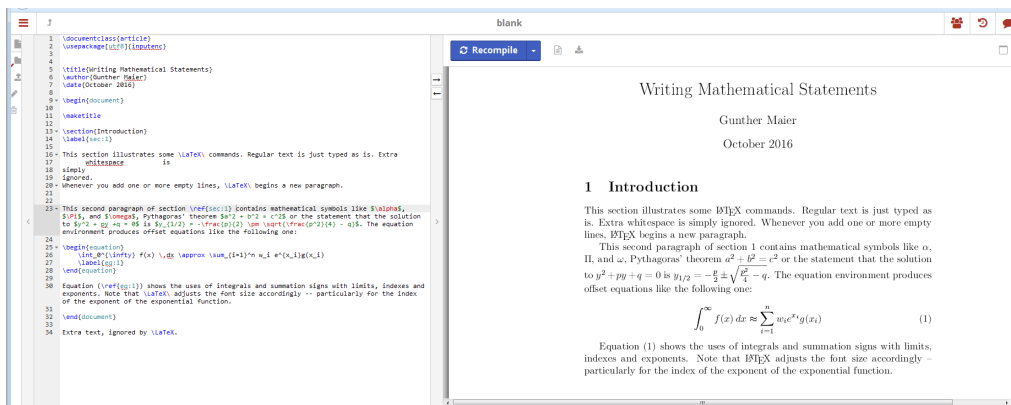 blank
1 \documentclass{article}
2 \usepackage[utf8]{inputenc}
3
4
5 \title{Writing Mathematical Statements}
6 \author{Gunther Maier}
7 \date{October 2016}
8
9 \begin{document}
10
11 \maketitle
12
13 \section{Introduction}
14 \label{sec:1}
15
16 This section illustrates some \LaTeX\ commands. Regular text is just typed as is. Extra
17 whitespace is
18 simply
19 ignored.
20 Whenever you add one or more empty lines, \LaTeX\ begins a new paragraph.
21
22
23 This second paragraph of section \ref{sec:1} contains mathematical symbols like $\alpha$,
$\Pi$, and $\omega$, Pythagoras' theorem $a^2 + b^2 = c^2$ or the statement that the solution
to $y^2 + py +q = 0$ is $y_{1/2} = -\frac{p}{2} \pm \sqrt{\frac{p^2}{4} - q}$. The equation
environment produces offset equations like the following one:
24
25 \begin{equation}
26 \int_0^{\infty} f(x) \,dx \approx \sum_{i=1}^n w_i e^{x_i}g(x_i)
27 \label{eq:1}
28 \end{equation}
29
30 Equation (\ref{eq:1}) shows the uses of integrals and summation signs with limits, indexes and
exponents. Note that \LaTeX\ adjusts the font size accordingly -- particularly for the index
of the exponent of the exponential function.
31
32 \end{document}
33
34 Extra text, ignored by \LaTeX.
Recompile
Writing Mathematical Statements
Gunther Maier
October 2016
1 Introduction
This section illustrates some LaTeX commands. Regular text is just typed as
is. Extra whitespace is simply ignored. Whenever you add one or more empty
lines, LaTeX begins a new paragraph.
This second paragraph of section 1 contains mathematical symbols like α,
Π, and ω, Pythagoras' theorem a² + b² = c² or the statement that the solution
to y² + py + q = 0 is y₁/₂ = −p/2 ± √(p²/4 − q). The equation environment produces
offset equations like the following one:
∫₀^∞ f(x) dx ≈ ∑ᵢ₌₁ⁿ wᵢe^{xᵢ}g(xᵢ) (1)
Equation (1) shows the uses of integrals and summation signs with limits,
indexes and exponents. Note that LaTeX adjusts the font size accordingly –
particularly for the index of the exponent of the exponential function.